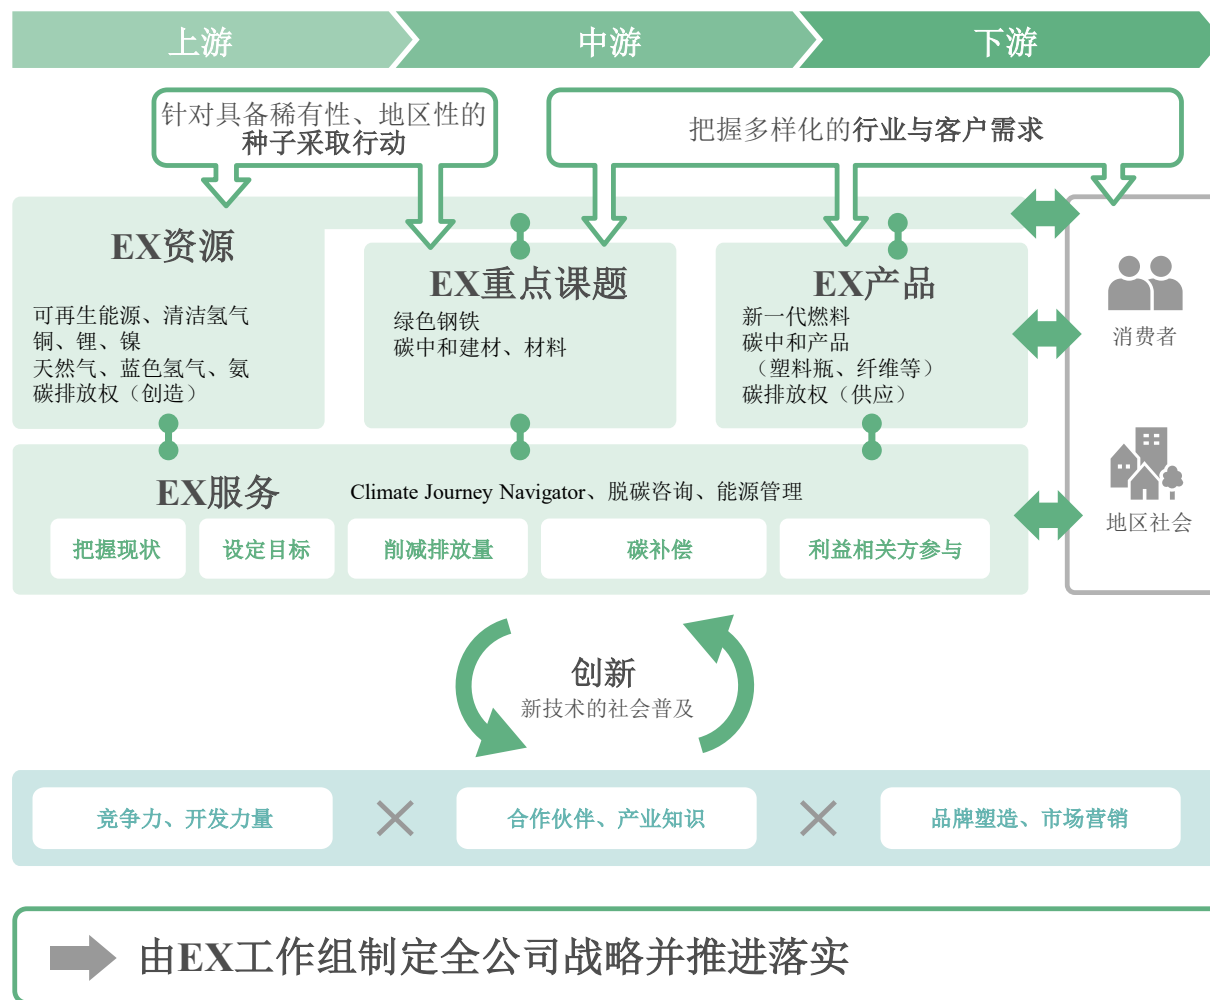 上游
中游
下游
针对具备稀有性、地区性的
种子采取行动
把握多样化的行业与客户需求
EX资源
可再生能源、清洁氢气
铜、锂、镍
天然气、蓝色氢气、氨
碳排放权（创造）
EX重点课题
绿色钢铁
碳中和建材、材料
EX产品
新一代燃料
碳中和产品
（塑料瓶、纤维等）
碳排放权（供应）
消费者
地区社会
EX服务
Climate Journey Navigator、脱碳咨询、能源管理
把握现状
设定目标
削减排放量
碳补偿
利益相关方参与
创新
新技术的社会普及
竞争力、开发力量
合作伙伴、产业知识
品牌塑造、市场营销
由EX工作组制定全公司战略并推进落实